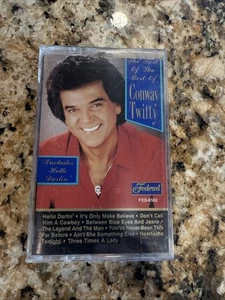 The Best
Of The
Best Of
Conway
Twitty
Includes
"Hello
Darlin'"
Federal
Hello Darlin' • It's Only Make Believe • Don't Call
Him A Cowboy • Between Blue Eyes And Jeans •
The Legend And The Man • You've Never Been This
Far Before • Ain't She Something Else • Heartache
Tonight • Three Times A Lady